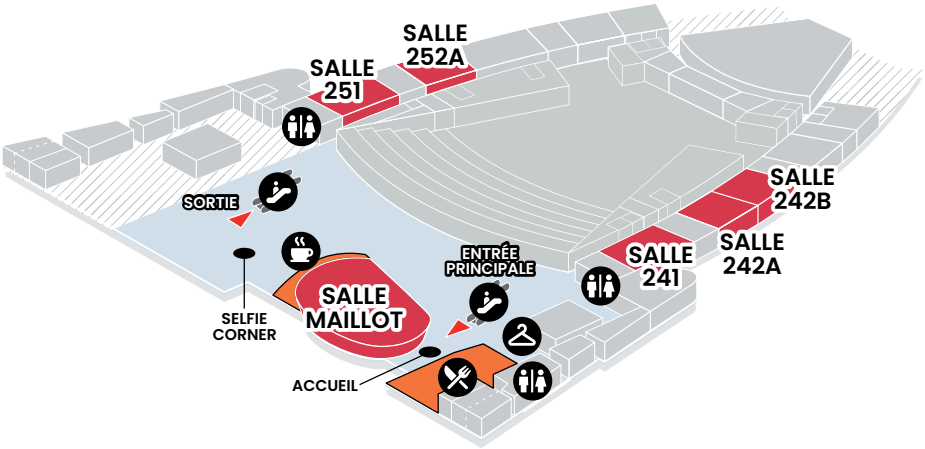 SALLE
252A
SALLE
251
SALLE
242B
SORTIE
ENTRÉE
PRINCIPALE
SALLE
241
SALLE
242A
SALLE
MAILLOT
SELFIE
CORNER
ACCUEIL